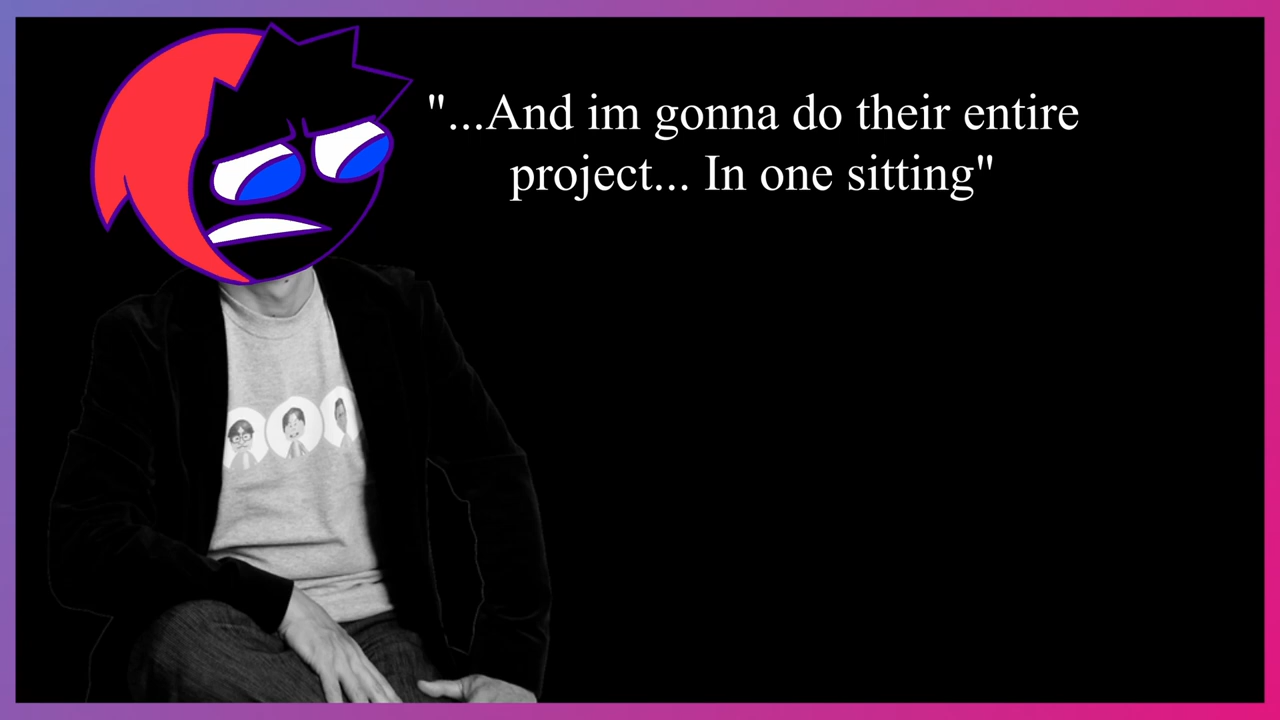 "...And im gonna do their entire
project... In one sitting"